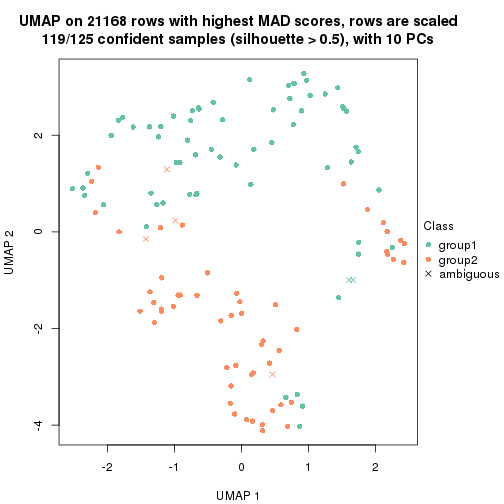 UMAP on 21168 rows with highest MAD scores, rows are scaled
119/125 confident samples (silhouette > 0.5), with 10 PCs
2
0
-2
-4
UMAP 2
-2
-1
0
1
2
UMAP 1
Class
group1
group2
ambiguous